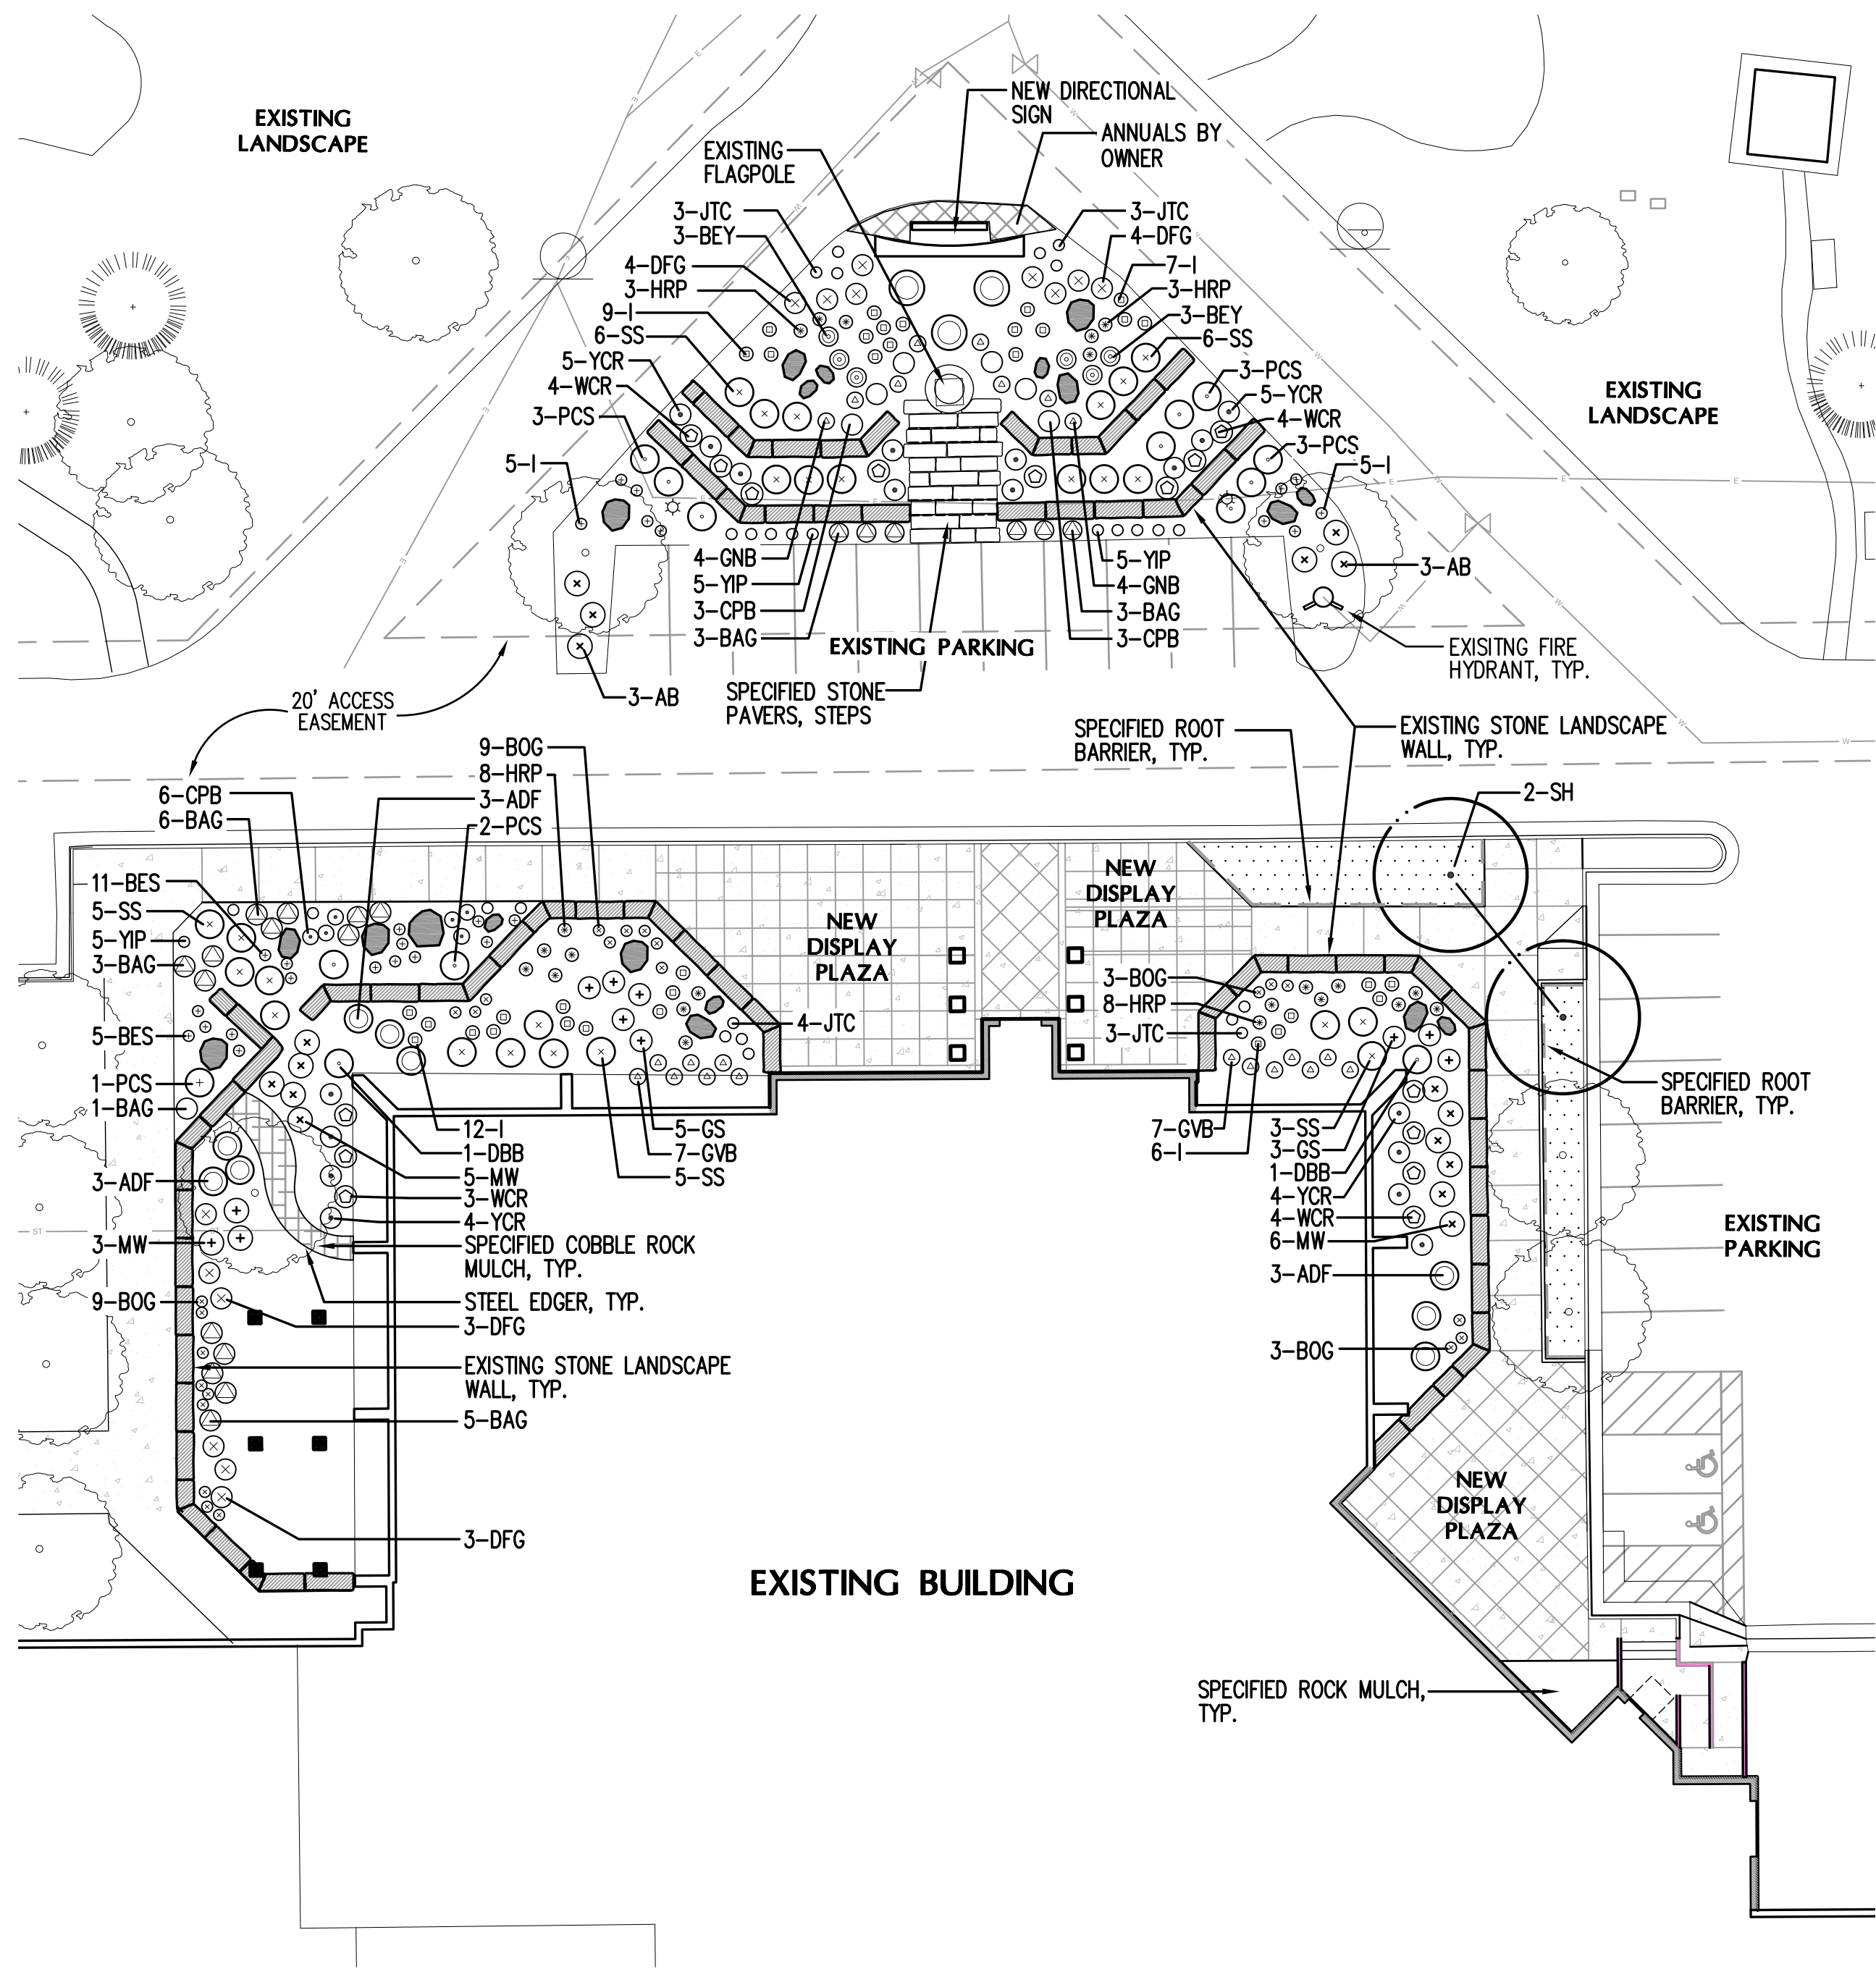 NEW DIRECTIONAL
SIGN
ANNUALS BY
OWNER
EXISTING
LANDSCAPE
EXISTING
FLAGPOLE
3-JTC
3-BEY
4-DFG
3-HRP
9-I
6-SS
5-YCR
4-WCR
3-PCS
5-I
3-JTC
4-DFG
7-I
3-HRP
3-BEY
6-SS
3-PCS
5-YCR
4-WCR
3-PCS
5-I
EXISTING
LANDSCAPE
4-GNB
5-YIP
3-CPB
3-BAG
5-YIP
4-GNB
3-BAG
3-CPB
3-AB
EXISTING PARKING
EXISITNG FIRE
HYDRANT, TYP.
3-AB
SPECIFIED STONE
PAVERS, STEPS
20' ACCESS
EASEMENT
SPECIFIED ROOT
BARRIER, TYP.
EXISTING STONE LANDSCAPE
WALL, TYP.
9-BOG
8-HRP
3-ADF
2-PCS
6-CPB
6-BAG
2-SH
11-BES
5-SS
5-YIP
3-BAG
5-BES
1-PCS
1-BAG
3-ADF
3-MW
9-BOG
NEW
DISPLAY
PLAZA
NEW
DISPLAY
PLAZA
4-JTC
3-BOG
8-HRP
3-JTC
12-I
1-DBB
5-MW
3-WCR
4-YCR
SPECIFIED COBBLE ROCK
MULCH, TYP.
STEEL EDGER, TYP.
3-DFG
EXISTING STONE LANDSCAPE
WALL, TYP.
5-BAG
3-DFG
5-GS
7-GVB
5-SS
7-GVB
6-I
3-SS
3-GS
1-DBB
4-YCR
4-WCR
6-MW
3-ADF
3-BOG
SPECIFIED ROOT
BARRIER, TYP.
EXISTING
PARKING
NEW
DISPLAY
PLAZA
EXISTING BUILDING
SPECIFIED ROCK MULCH,
TYP.